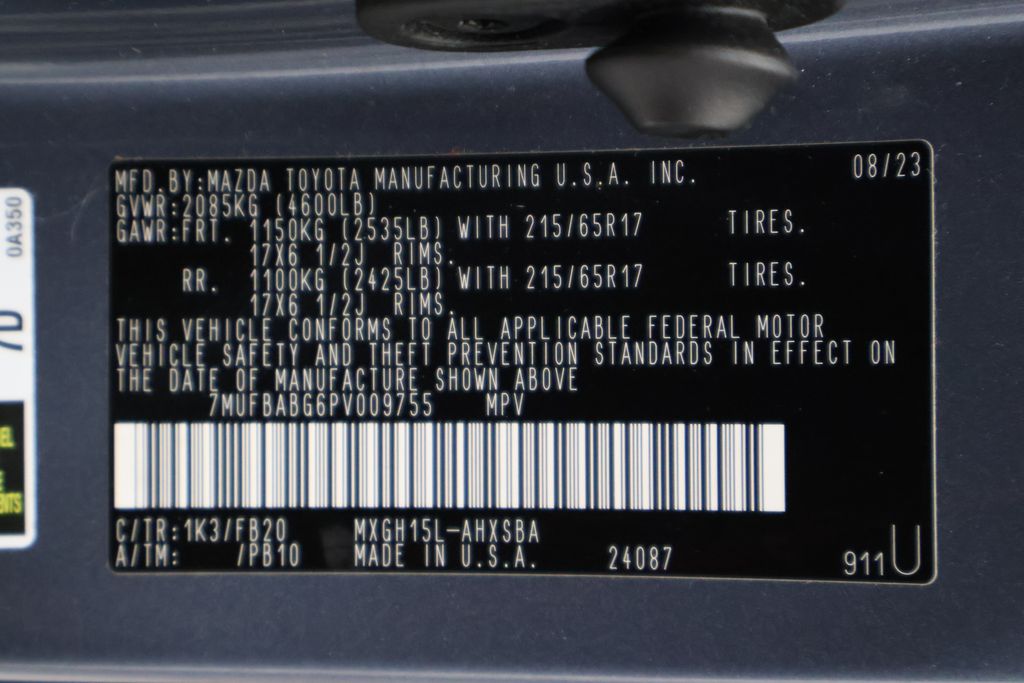 MFD.BY:MAZDA TOYOTA MANUFACTURING U.S.A. INC. 08/23
GVWR:2085KG (4600LB)
GAWR:FRT. 1150KG (2535LB) WITH 215/65R17 TIRES.
17X6 1/2J RIMS.
RR. 1100KG (2425LB) WITH 215/65R17 TIRES.
17X6 1/2J RIMS.
THIS VEHICLE CONFORMS TO ALL APPLICABLE FEDERAL MOTOR
VEHICLE SAFETY AND THEFT PREVENTION STANDARDS IN EFFECT ON
THE DATE OF MANUFACTURE SHOWN ABOVE
7MUFBABG6PV009755 MPV
C/TR:1K3/FB20 MXGH15L-AHXSBA
A/TM: /PB10 MADE IN U.S.A. 24087
911U
0A350
7D